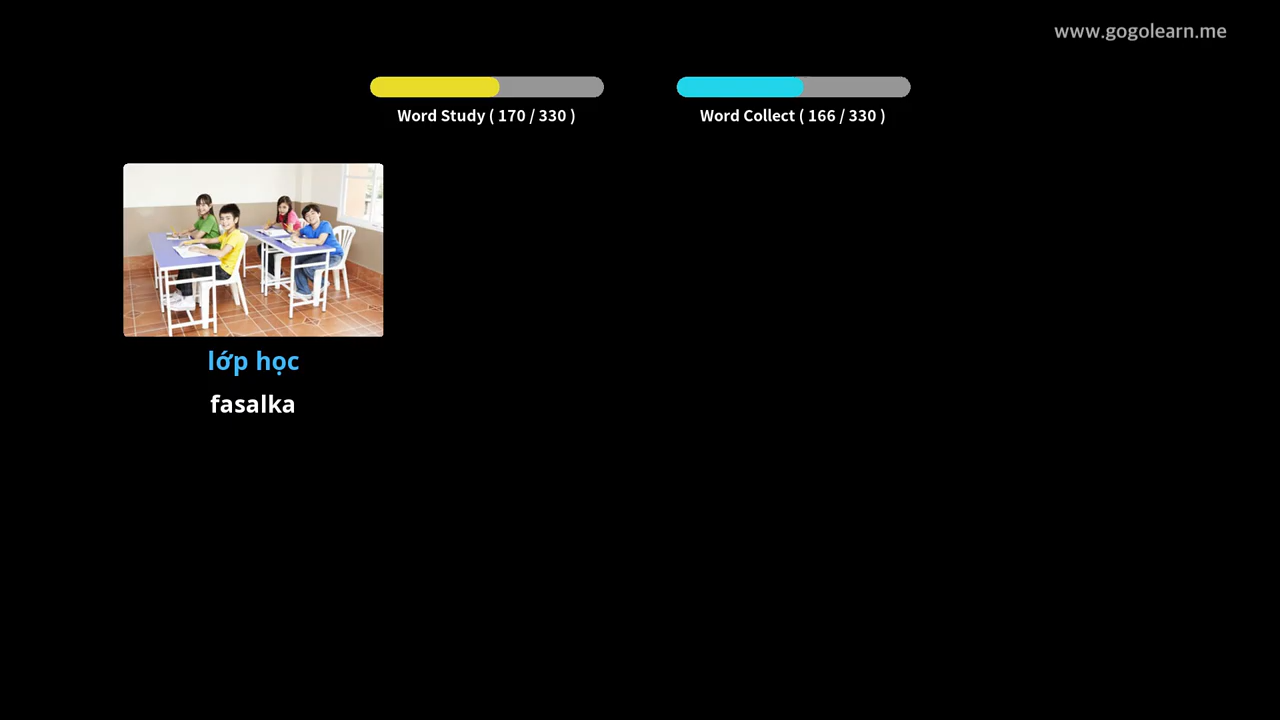 www.gogolearn.me
Word Study ( 170 / 330 )
Word Collect ( 166 / 330 )
lớp học
fasalka